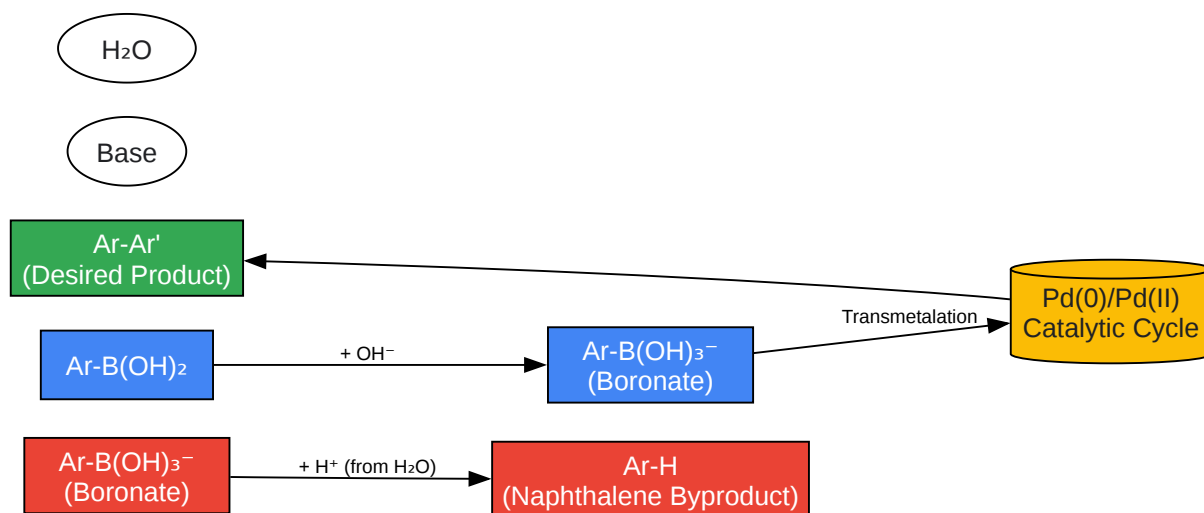 H₂O
Base
Ar-Ar'
(Desired Product)
Pd(0)/Pd(II)
Catalytic Cycle
Transmetalation
Ar-B(OH)₂
+ OH⁻
Ar-B(OH)₃⁻
(Boronate)
Ar-B(OH)₃⁻
(Boronate)
+ H⁺ (from H₂O)
Ar-H
(Naphthalene Byproduct)